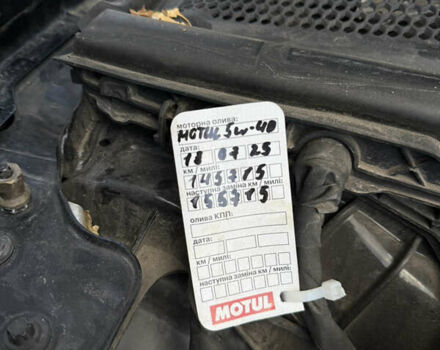 моторна олива:
MOTUL 5w-40
дата:
18 07 25
км / милі:
145715
наступна заміна км / милі:
155715
олива КПП:
дата:
км / милі:
наступна заміна км / милі:
MOTUL